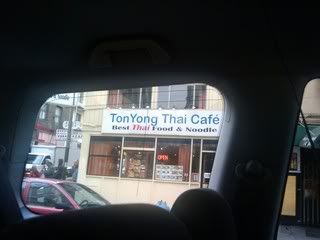 TonYong Thai Café
Best Thai Food & Noodle
OPEN